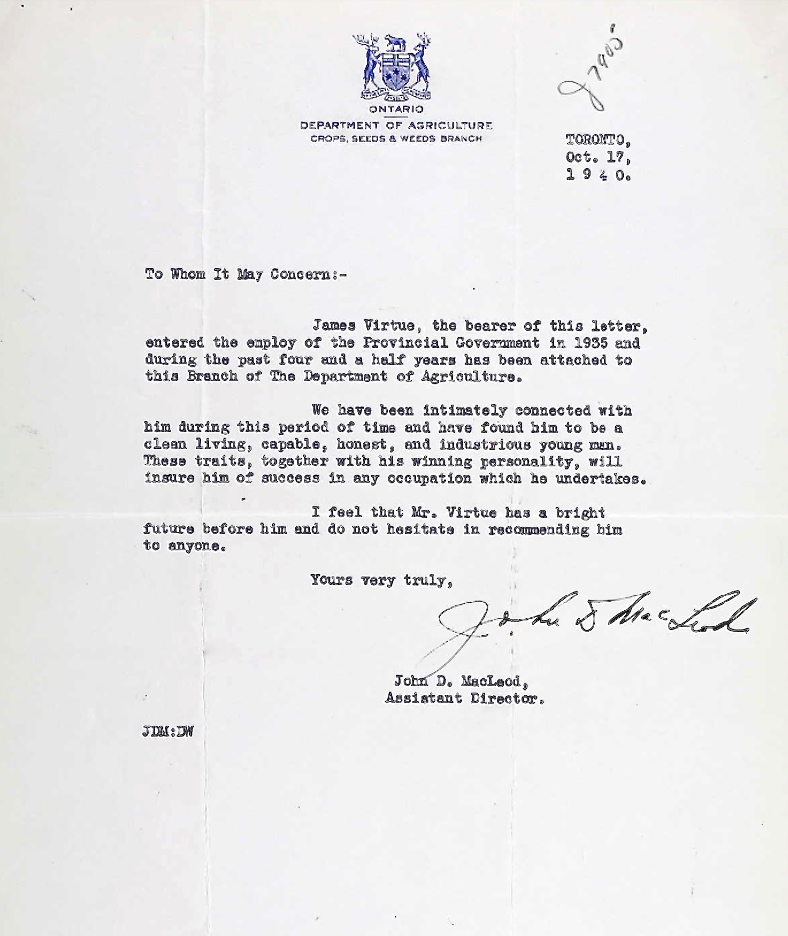 J7905
ONTARIO
DEPARTMENT OF AGRICULTURE
CROPS, SEEDS & WEEDS BRANCH
TORONTO,
Oct. 17,
1 9 4 0.
To Whom It May Concern:-
James Virtue, the bearer of this letter,
entered the employ of the Provincial Government in 1935 and
during the past four and a half years has been attached to
this Branch of The Department of Agriculture.
We have been intimately connected with
him during this period of time and have found him to be a
clean living, capable, honest, and industrious young man.
These traits, together with his winning personality, will
insure him of success in any occupation which he undertakes.
I feel that Mr. Virtue has a bright
future before him and do not hesitate in recommending him
to anyone.
Yours very truly,
John D MacLeod
John D. MacLeod,
Assistant Director.
JDM:DW